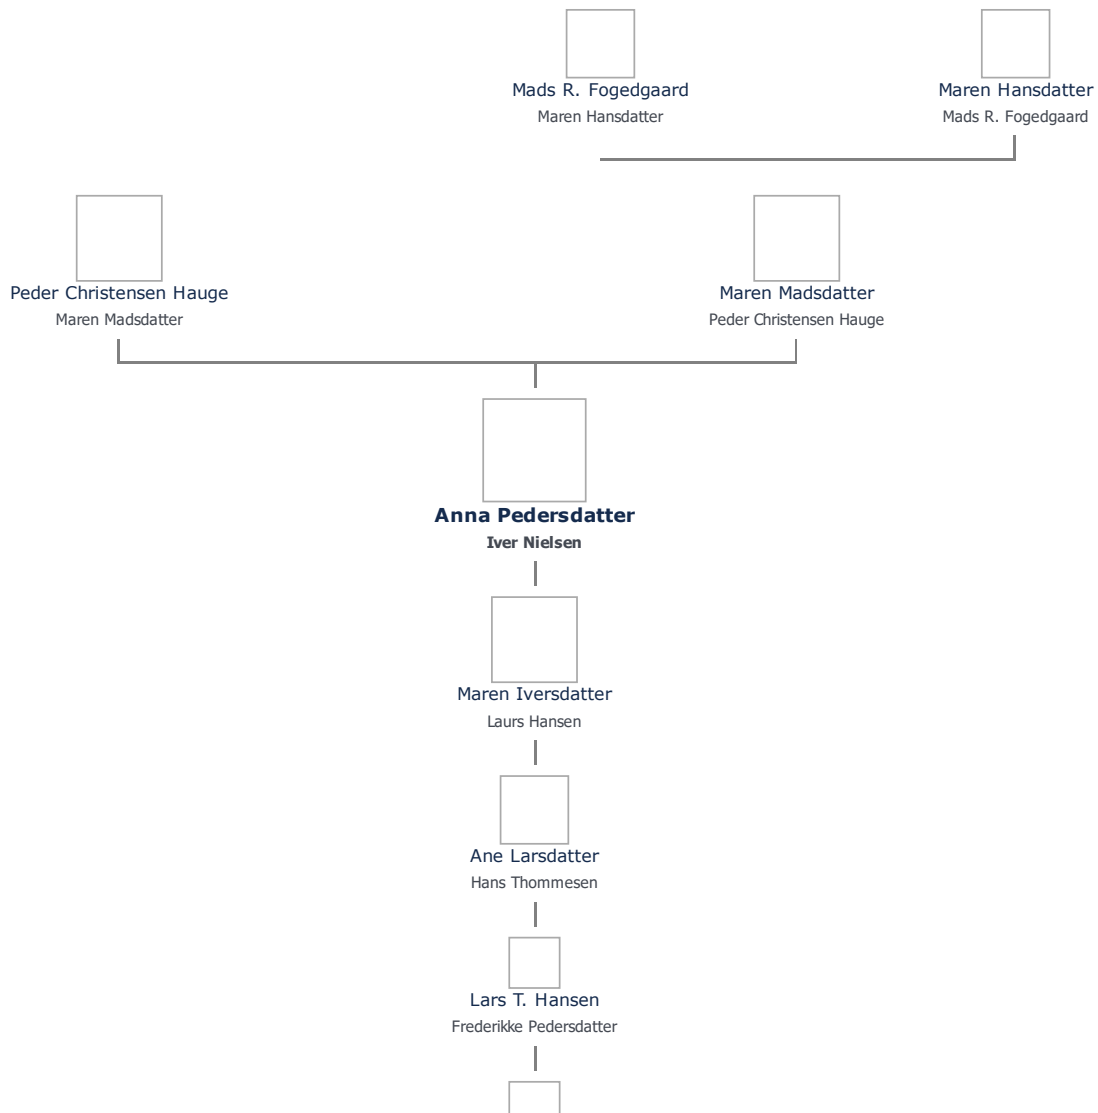 Mads R. Fogedgaard
Maren Hansdatter
Maren Hansdatter
Mads R. Fogedgaard
Peder Christensen Hauge
Maren Madsdatter
Maren Madsdatter
Peder Christensen Hauge
Anna Pedersdatter
Iver Nielsen
Maren Iversdatter
Laurs Hansen
Ane Larsdatter
Hans Thommesen
Lars T. Hansen
Frederikke Pedersdatter